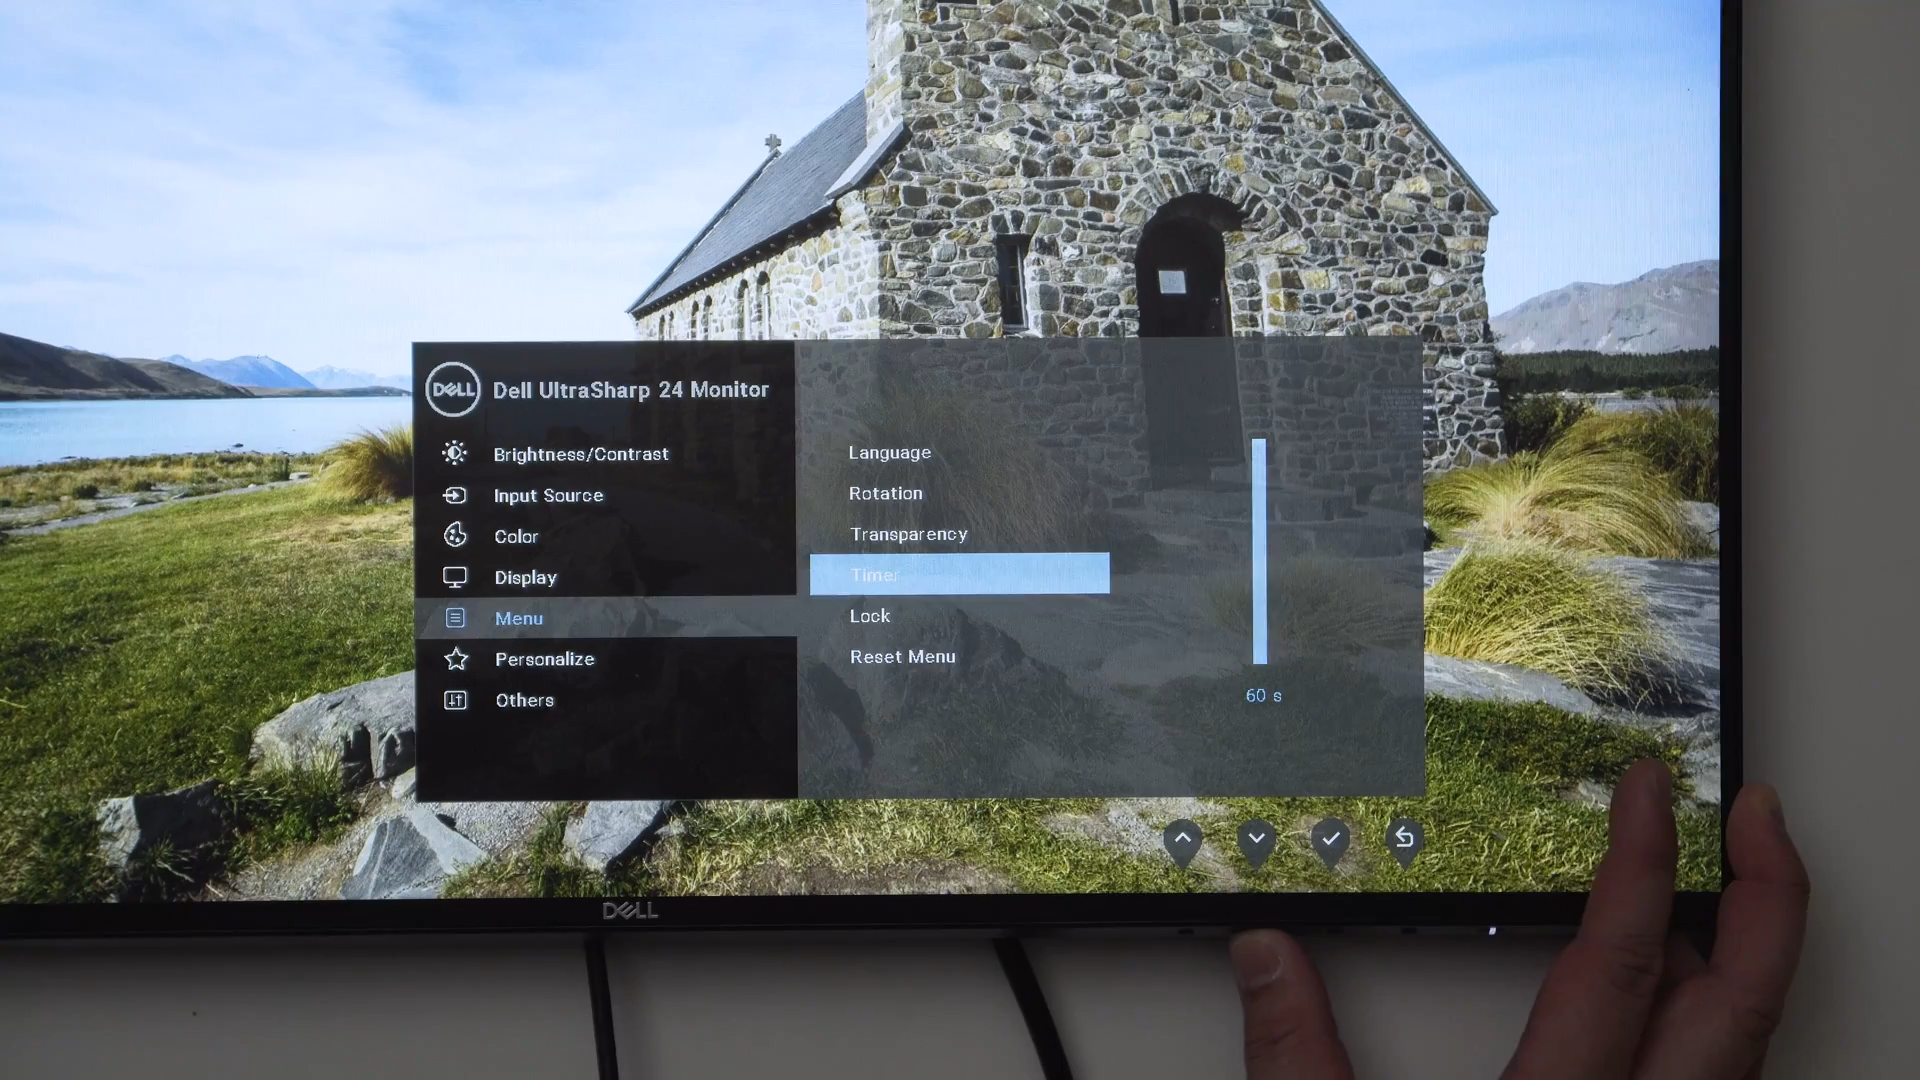 DELL
Dell UltraSharp 24 Monitor
Brightness/Contrast
Input Source
Color
Display
Menu
Personalize
Others
Language
Rotation
Transparency
Timer
Lock
Reset Menu
60 s
DELL